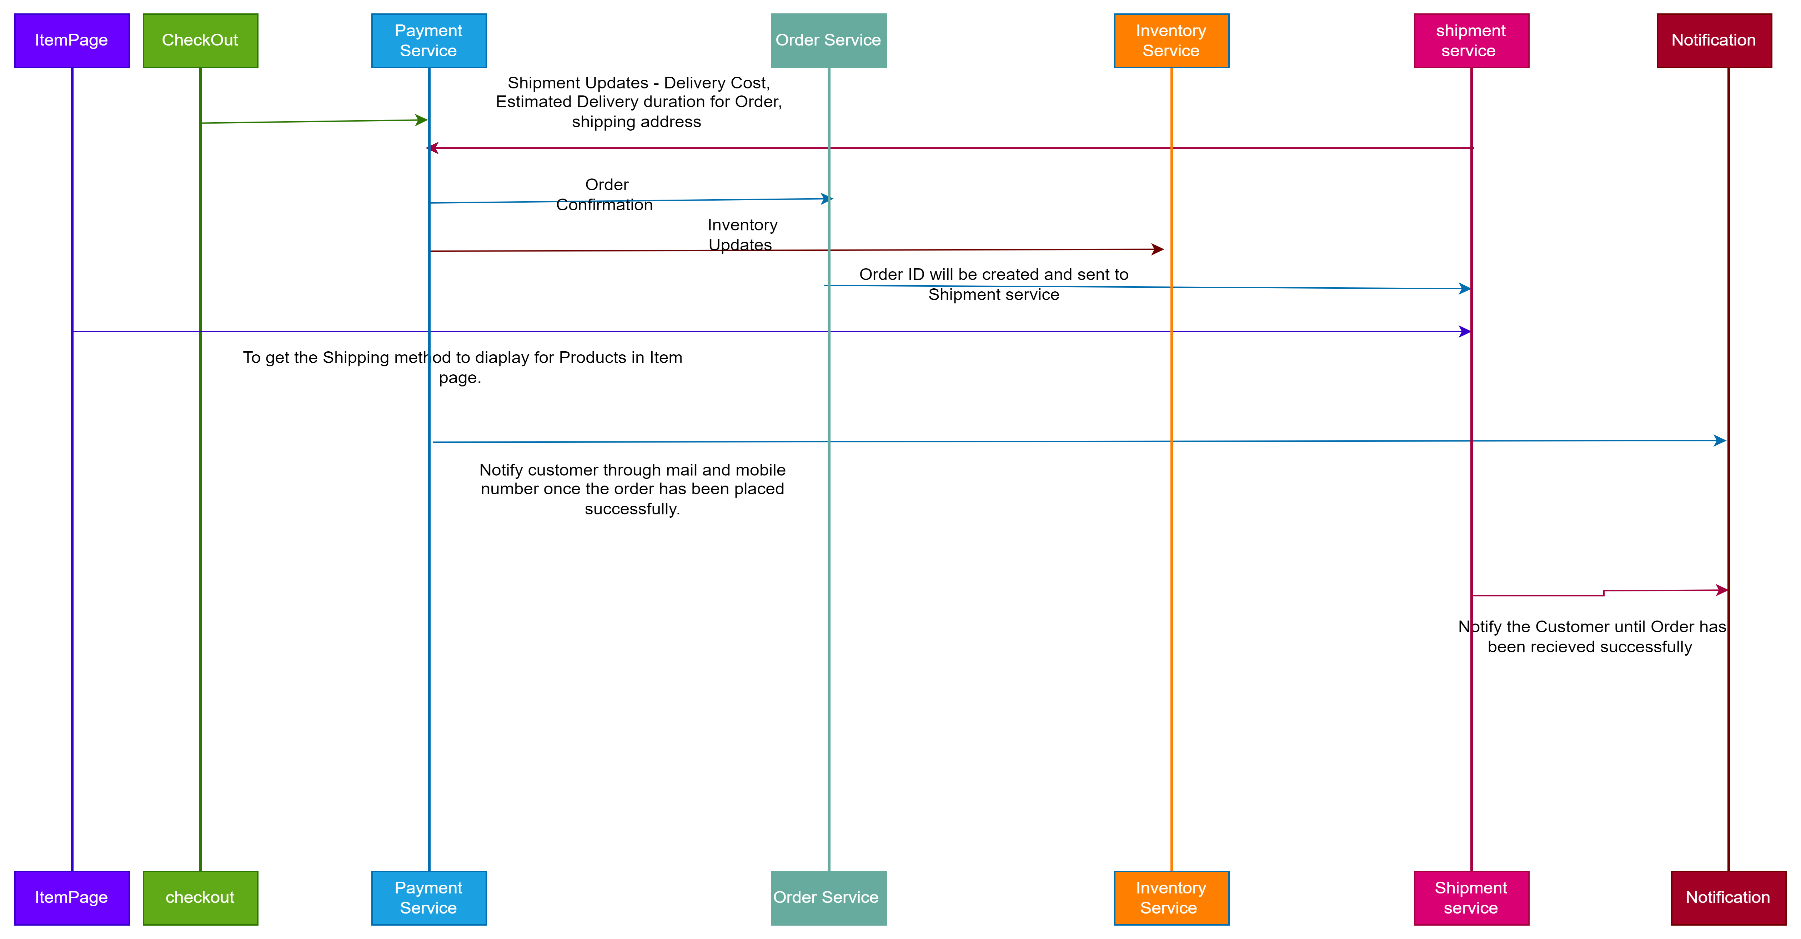 ItemPage
CheckOut
Payment
Service
Order Service
Inventory
Service
shipment
service
Notification
Shipment Updates - Delivery Cost,
Estimated Delivery duration for Order,
shipping address
Order
Confirmation
Inventory
Updates
Order ID will be created and sent to
Shipment service
To get the Shipping method to diaplay for Products in Item
page.
Notify customer through mail and mobile
number once the order has been placed
successfully.
Notify the Customer until Order has
been recieved successfully
ItemPage
checkout
Payment
Service
Order Service
Inventory
Service
Shipment
service
Notification